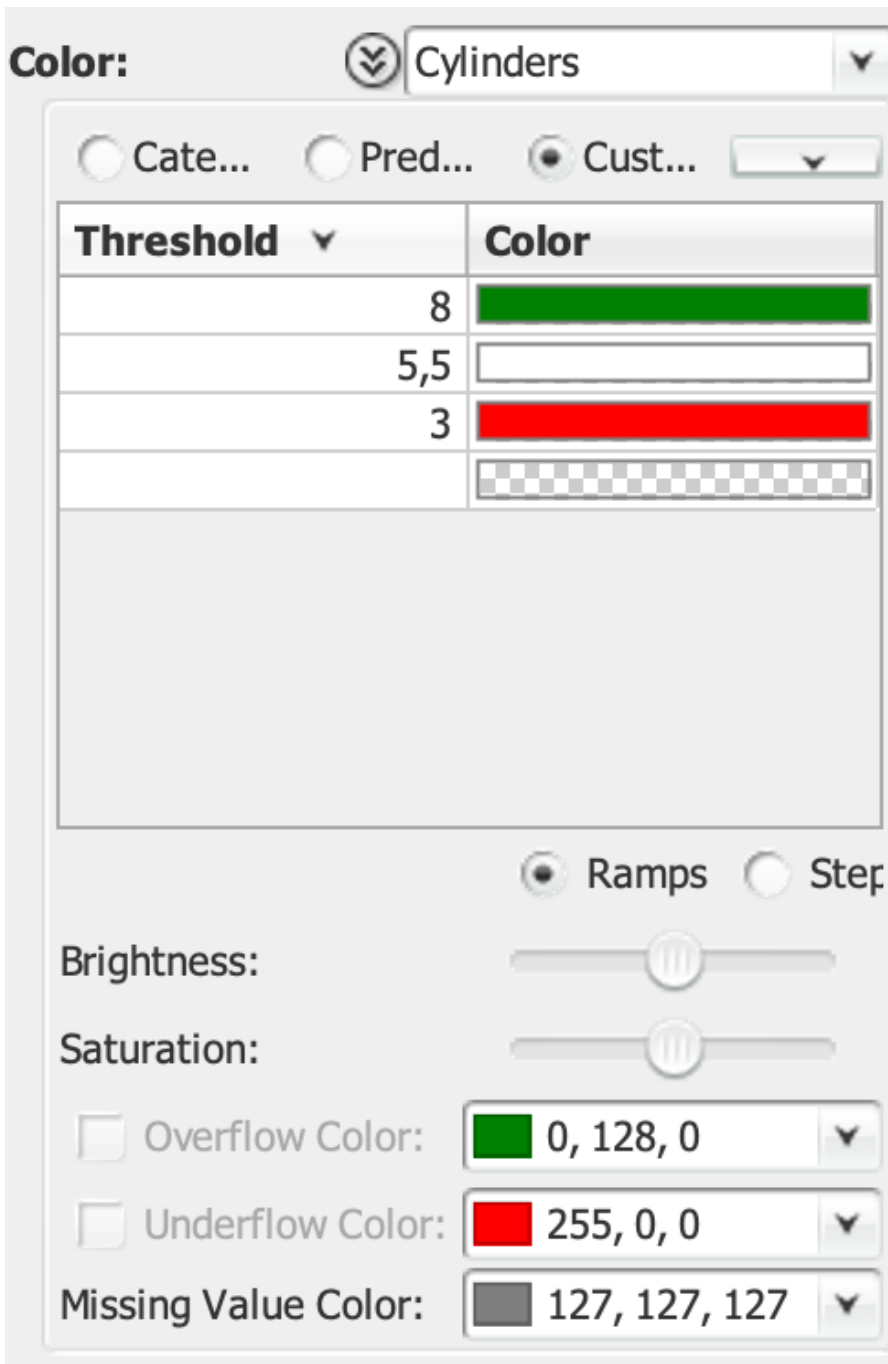 Color: Cylinders
Cate... Pred... Cust...
Threshold Color
8
5,5
3
Ramps Step
Brightness:
Saturation:
Overflow Color: 0, 128, 0
Underflow Color: 255, 0, 0
Missing Value Color: 127, 127, 127